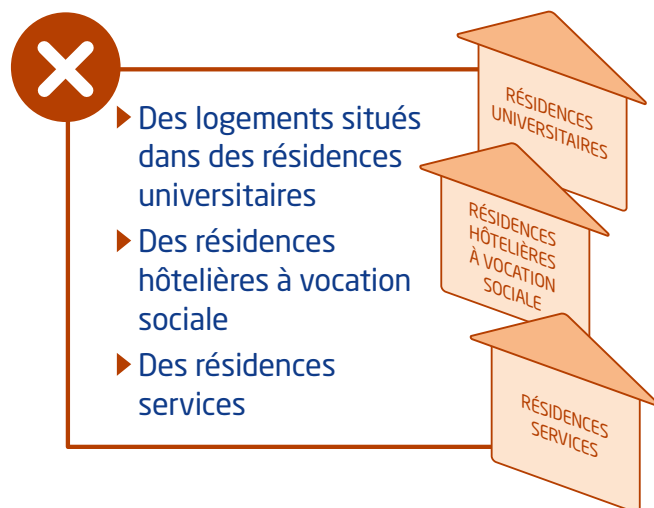 Des logements situés
dans des résidences
universitaires
Des résidences
hôtelières à vocation
sociale
Des résidences
services
RÉSIDENCES
UNIVERSITAIRES
RÉSIDENCES
HÔTELIÈRES
À VOCATION
SOCIALE
RÉSIDENCES
SERVICES